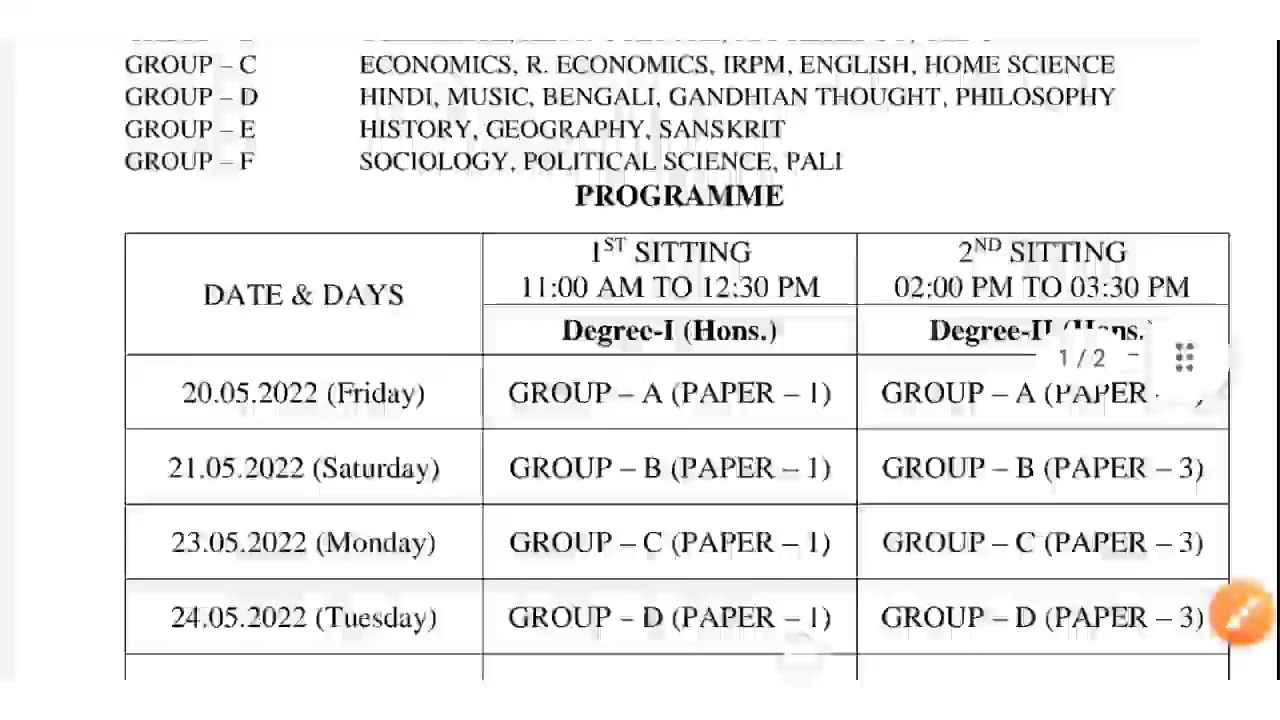 GROUP – C ECONOMICS, R. ECONOMICS, IRPM, ENGLISH, HOME SCIENCE
GROUP – D HINDI, MUSIC, BENGALI, GANDHIAN THOUGHT, PHILOSOPHY
GROUP – E HISTORY, GEOGRAPHY, SANSKRIT
GROUP – F SOCIOLOGY, POLITICAL SCIENCE, PALI
PROGRAMME
DATE & DAYS
1ST SITTING
11:00 AM TO 12:30 PM
2ND SITTING
02:00 PM TO 03:30 PM
Degree-I (Hons.)
Degree-II (Hons.)
1 / 2
20.05.2022 (Friday) GROUP – A (PAPER – 1) GROUP – A (PAPER –
21.05.2022 (Saturday) GROUP – B (PAPER – 1) GROUP – B (PAPER – 3)
23.05.2022 (Monday) GROUP – C (PAPER – 1) GROUP – C (PAPER – 3)
24.05.2022 (Tuesday) GROUP – D (PAPER – 1) GROUP – D (PAPER – 3)